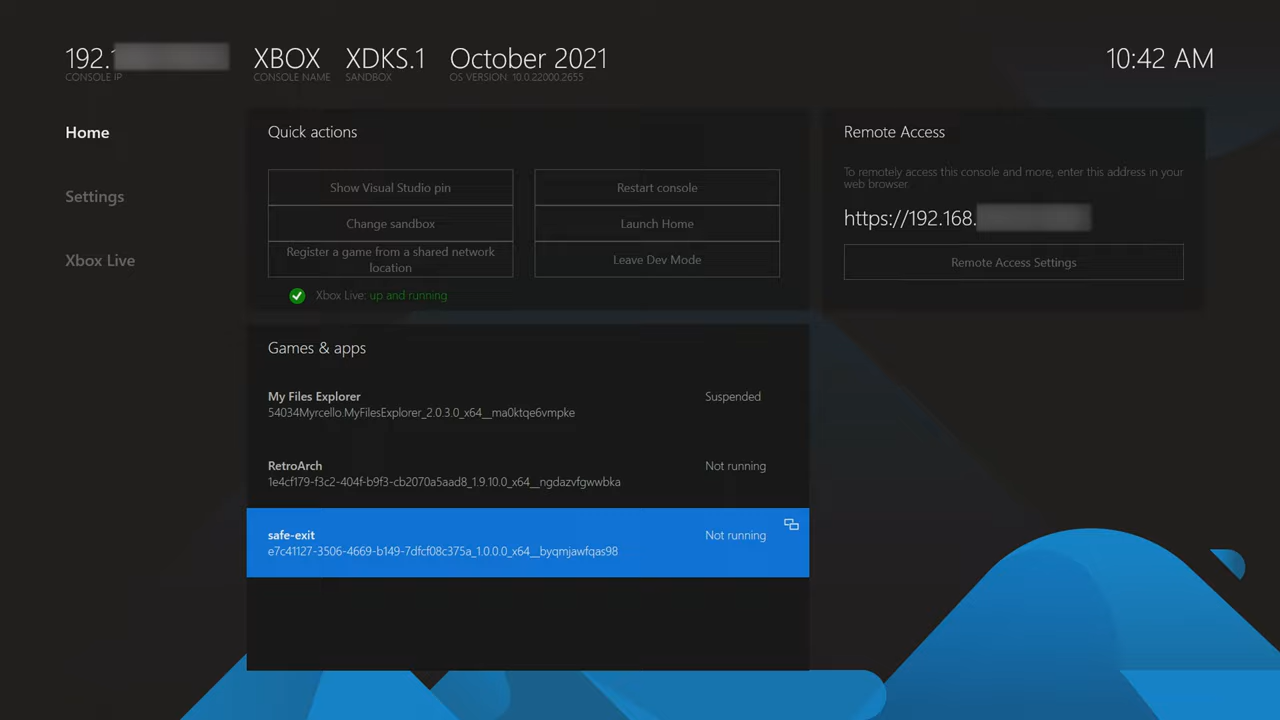 192.
CONSOLE IP
XBOX
CONSOLE NAME
XDKS.1
SANDBOX
October 2021
OS VERSION: 10.0.22000.2655
10:42 AM
Home
Settings
Xbox Live
Quick actions
Show Visual Studio pin
Change sandbox
Register a game from a shared network
location
Restart console
Launch Home
Leave Dev Mode
Xbox Live: up and running
Remote Access
To remotely access this console and more, enter this address in your
web browser.
https://192.168.
Remote Access Settings
Games & apps
My Files Explorer
Suspended
54034Myrcello.MyFilesExplorer_2.0.3.0_x64__ma0ktqe6vmpke
RetroArch
Not running
1e4cf179-f3c2-404f-b9f3-cb2070a5aad8_1.9.10.0_x64__ngdazvfgwwbka
safe-exit
Not running
e7c41127-3506-4669-b149-7dfcf08c375a_1.0.0.0_x64__byqmjawfqas98